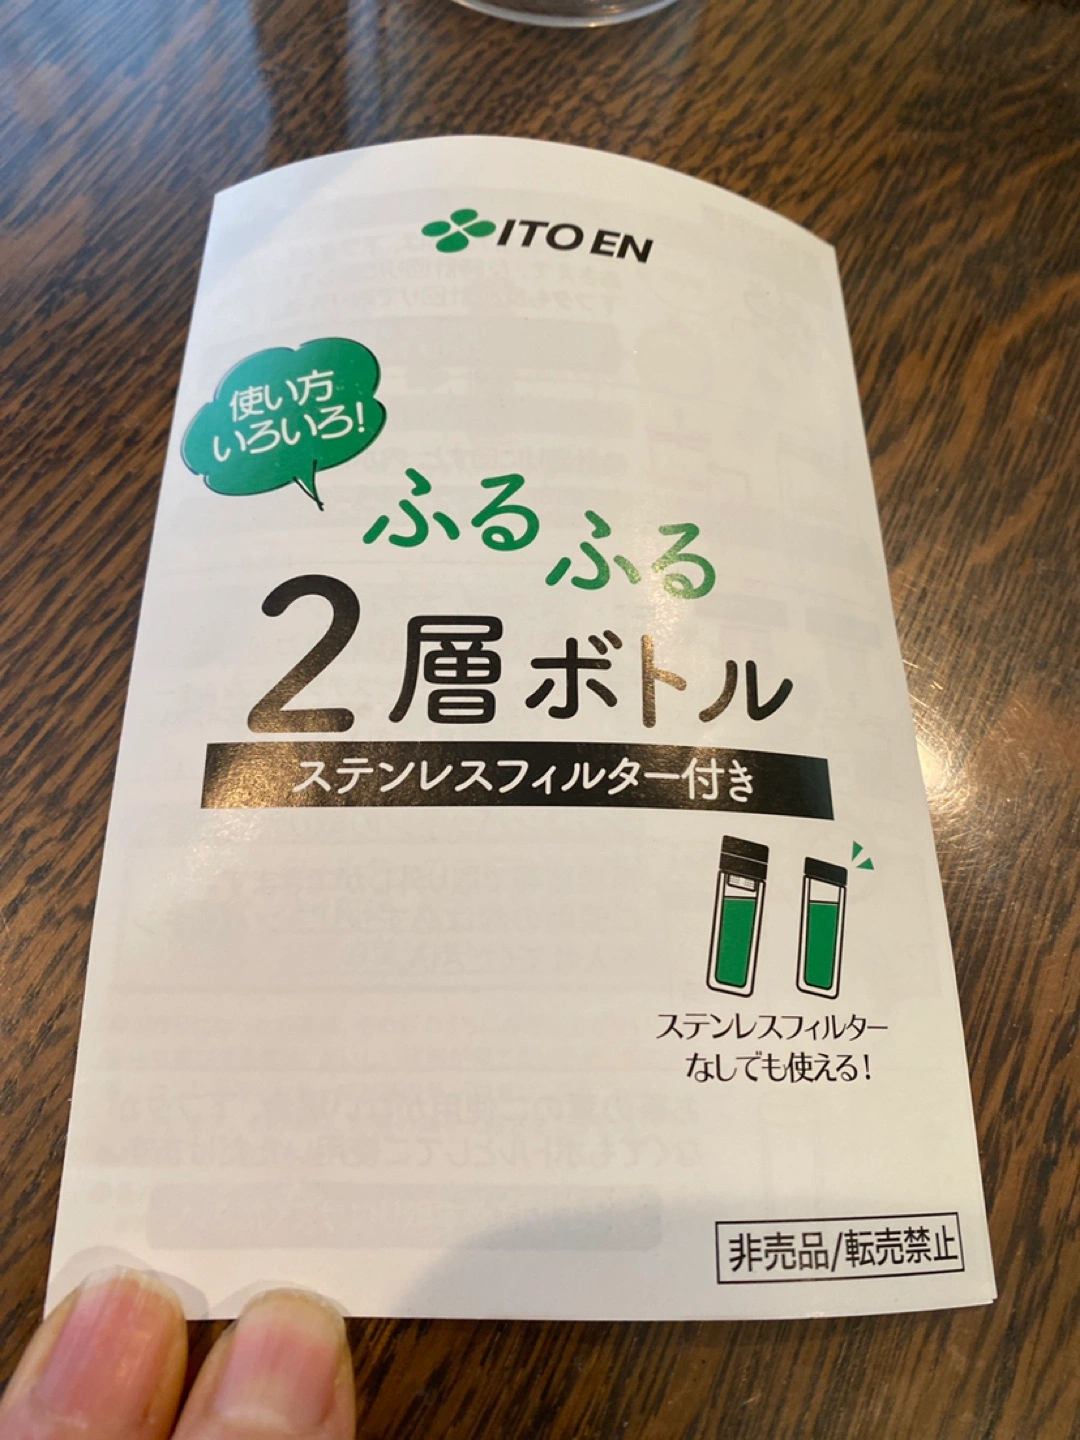 ITO EN
使い方
いろいろ!
ふるふる
2層ボトル
ステンレスフィルター付き
ステンレスフィルター
なしでも使える!
非売品/転売禁止